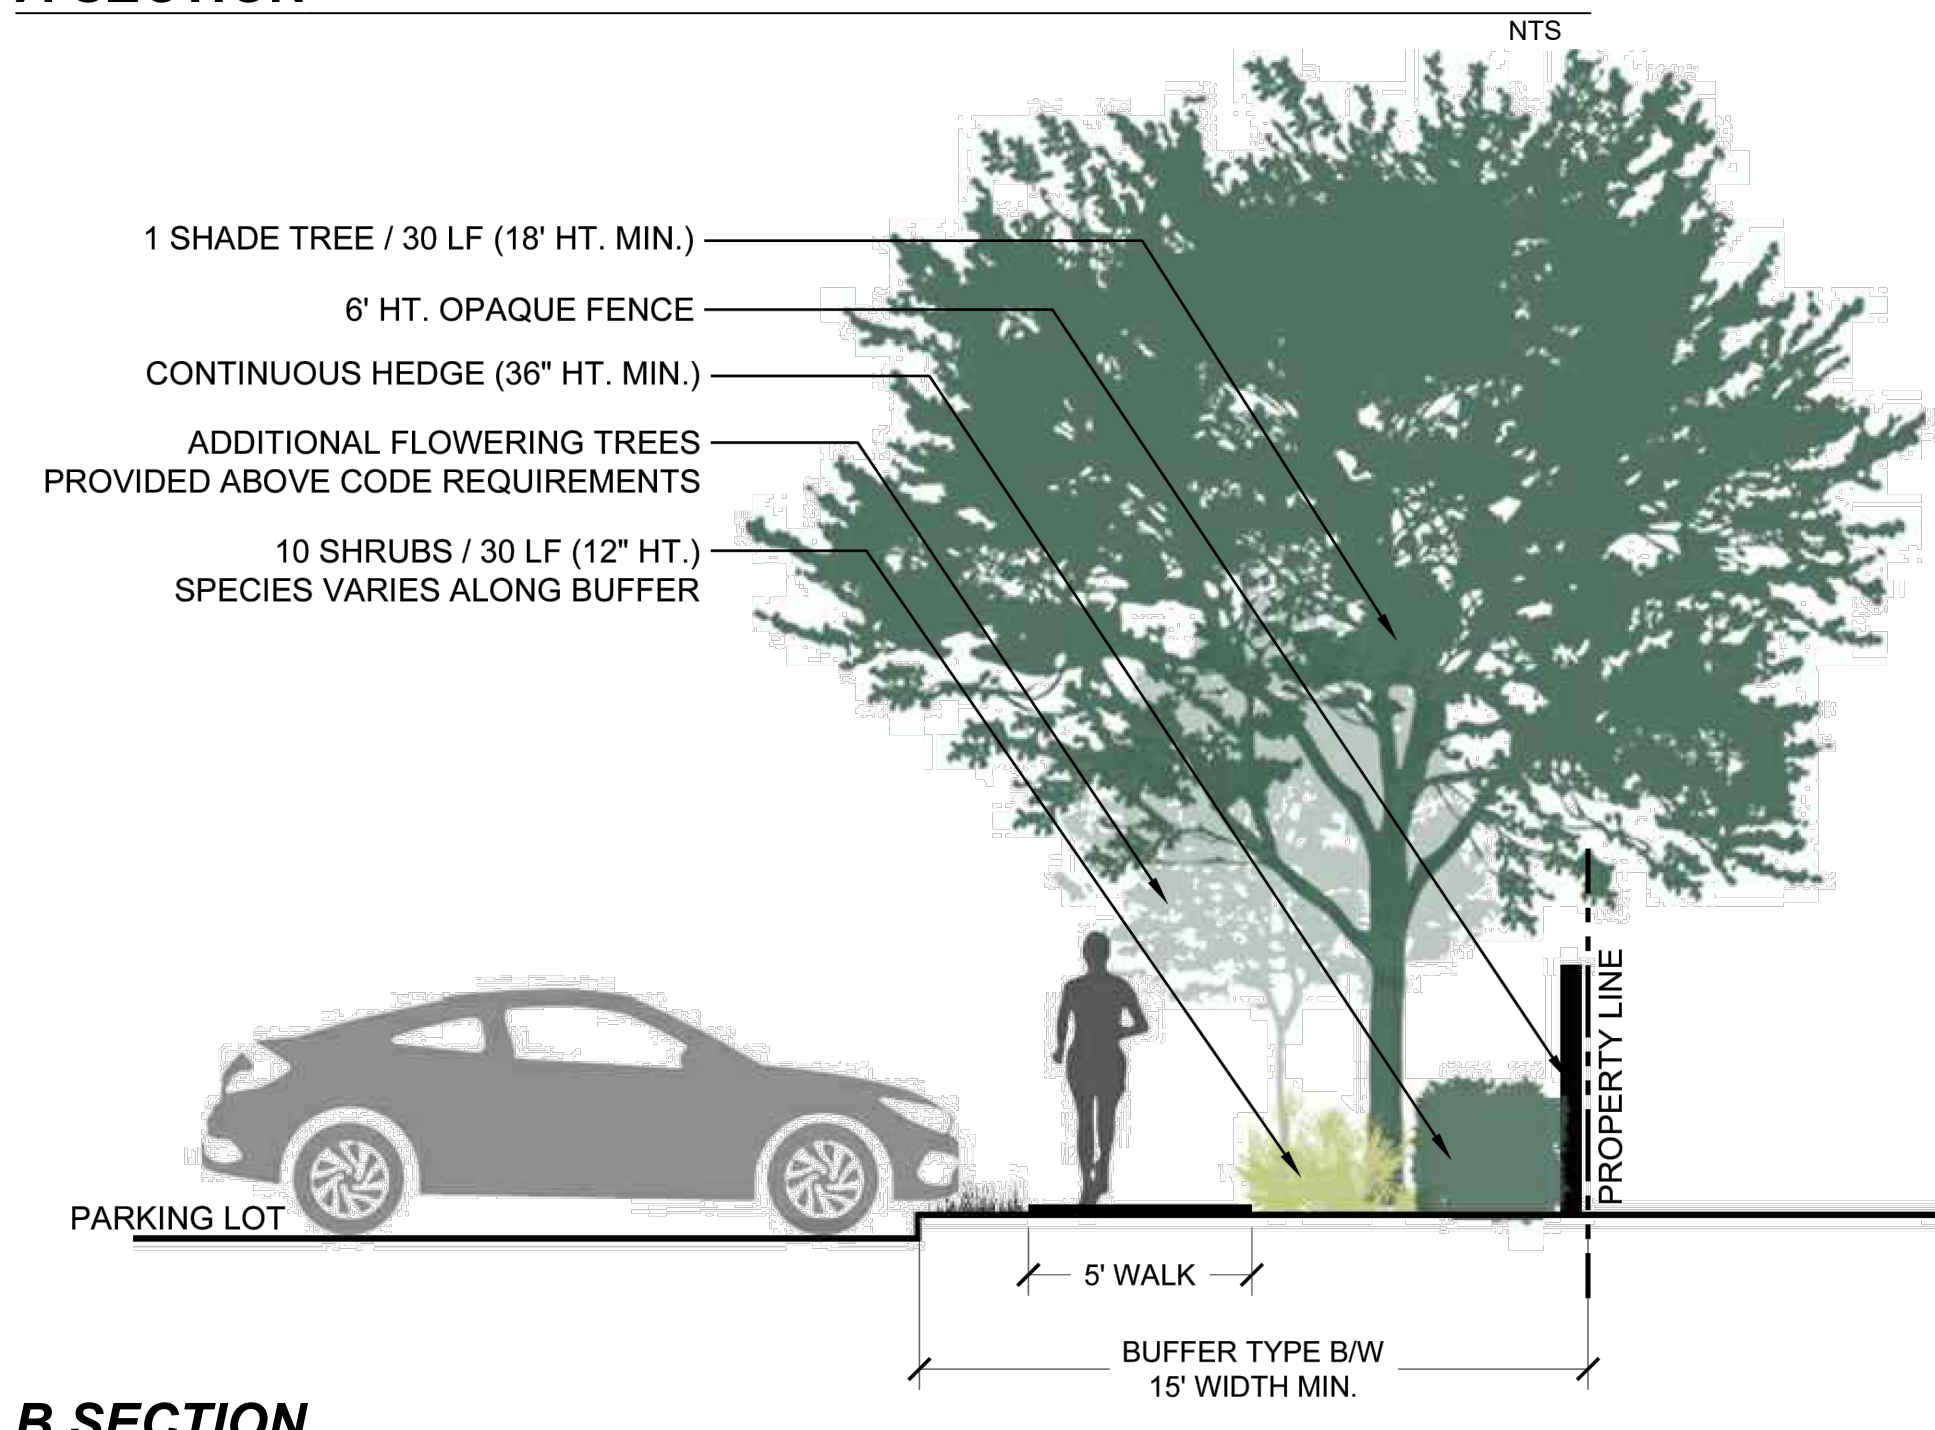 A SECTION
NTS
1 SHADE TREE / 30 LF (18' HT. MIN.)
6' HT. OPAQUE FENCE
CONTINUOUS HEDGE (36" HT. MIN.)
ADDITIONAL FLOWERING TREES
PROVIDED ABOVE CODE REQUIREMENTS
10 SHRUBS / 30 LF (12" HT.)
SPECIES VARIES ALONG BUFFER
PROPERTY LINE
PARKING LOT
5' WALK
BUFFER TYPE B/W
15' WIDTH MIN.
B SECTION